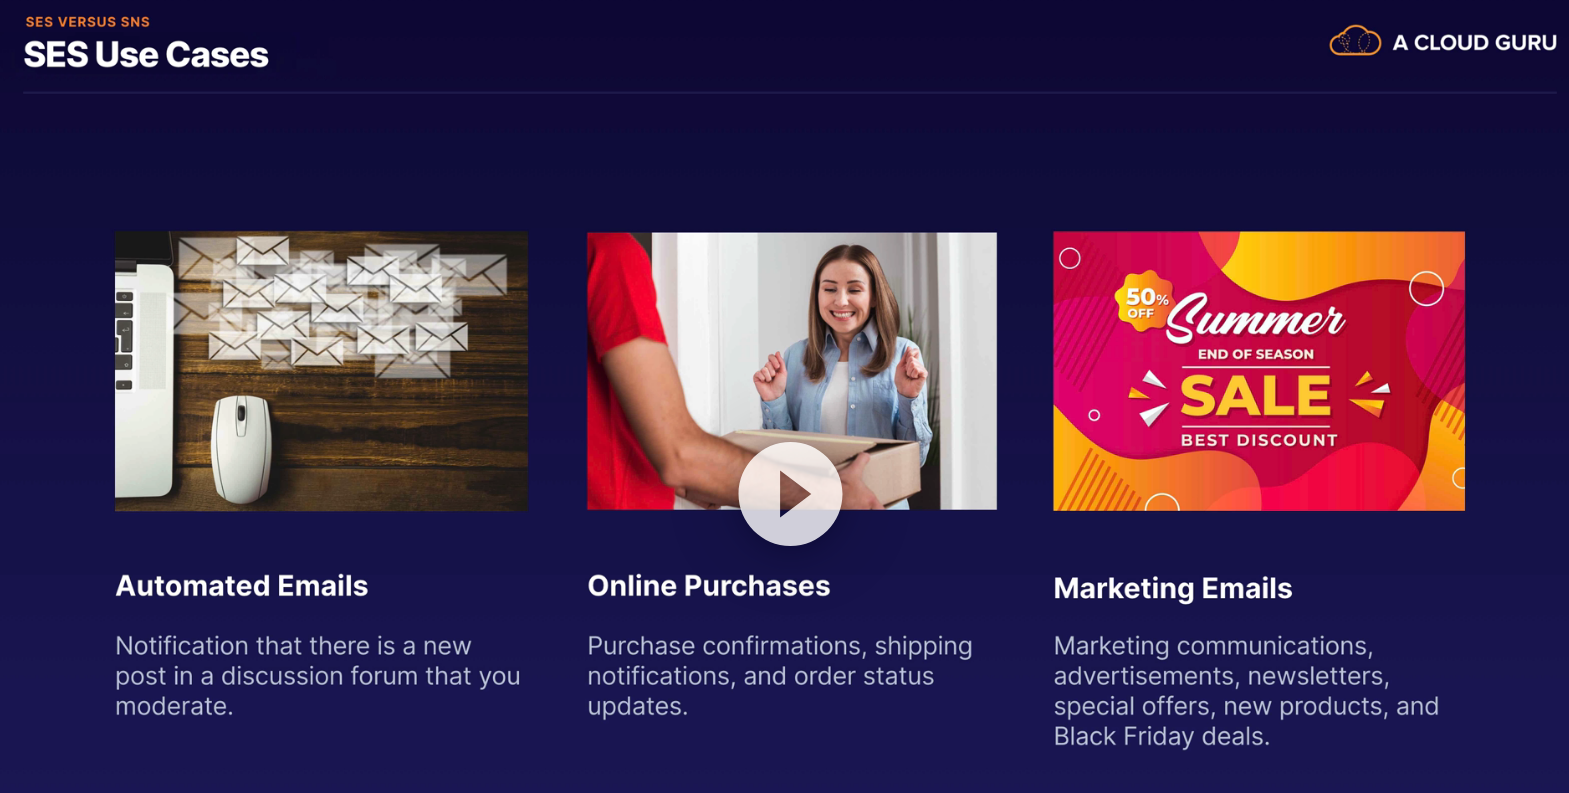 SES VERSUS SNS
SES Use Cases
A CLOUD GURU
50%
OFF
Summer
END OF SEASON
SALE
BEST DISCOUNT
Automated Emails
Notification that there is a new
post in a discussion forum that you
moderate.
Online Purchases
Purchase confirmations, shipping
notifications, and order status
updates.
Marketing Emails
Marketing communications,
advertisements, newsletters,
special offers, new products, and
Black Friday deals.